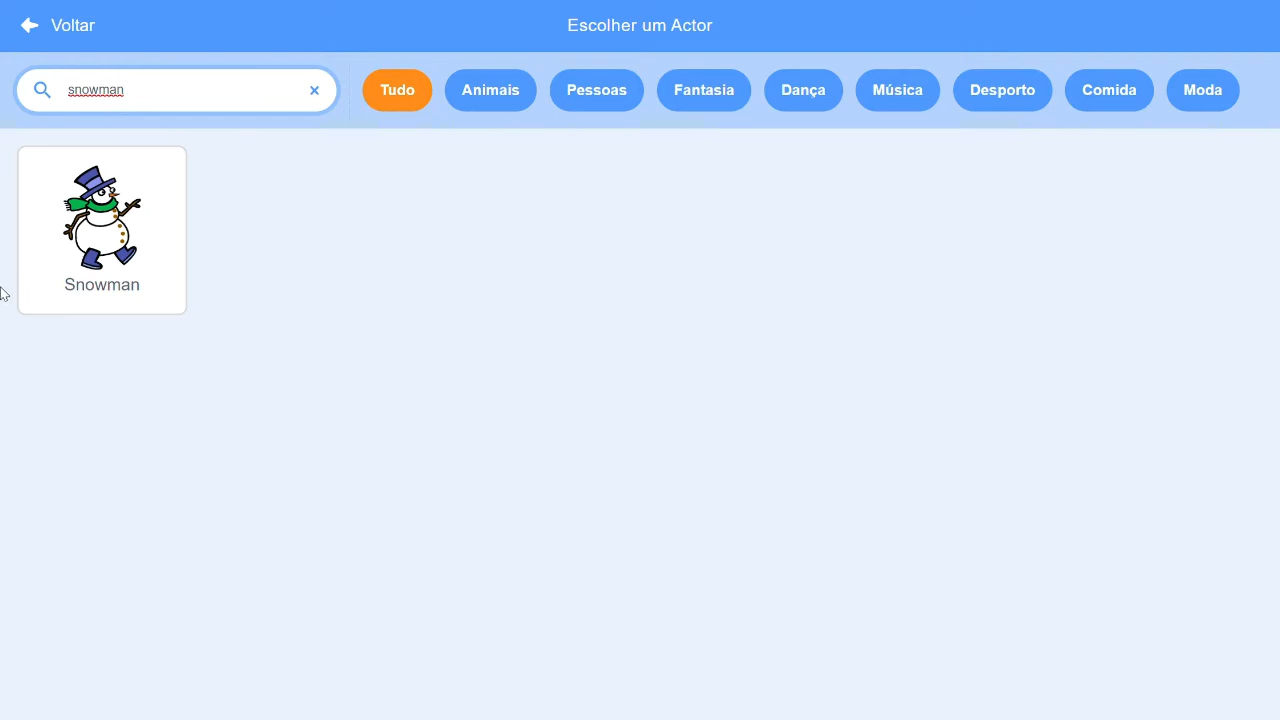 Voltar
Escolher um Actor
snowman
Tudo
Animais
Pessoas
Fantasia
Dança
Música
Desporto
Comida
Moda
Snowman